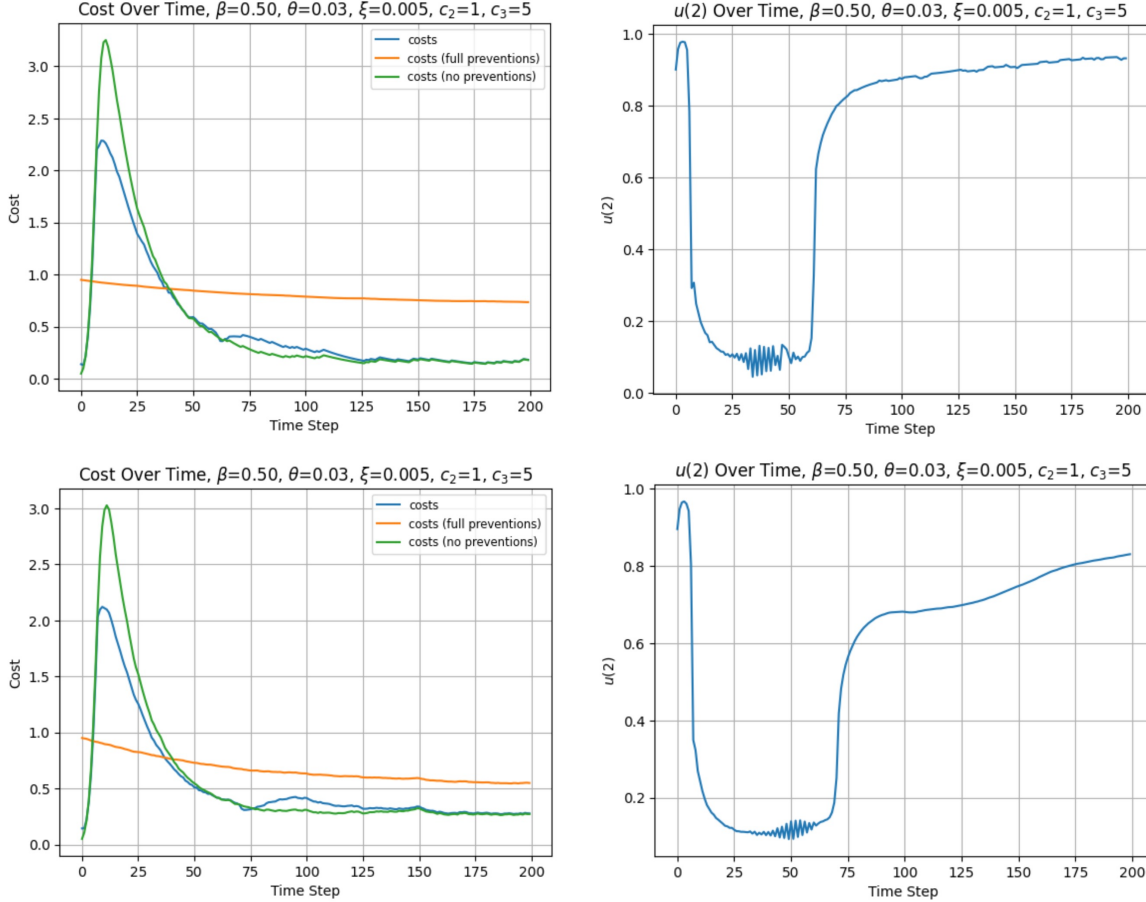 Cost Over Time, β=0.50, θ=0.03, ξ=0.005, c₂=1, c₃=5
costs
costs (full preventions)
costs (no preventions)
Cost
3.0
2.5
2.0
1.5
1.0
0.5
0.0
0 25 50 75 100 125 150 175 200
Time Step
u(2) Over Time, β=0.50, θ=0.03, ξ=0.005, c₂=1, c₃=5
u(2)
1.0
0.8
0.6
0.4
0.2
0.0
0 25 50 75 100 125 150 175 200
Time Step
Cost Over Time, β=0.50, θ=0.03, ξ=0.005, c₂=1, c₃=5
costs
costs (full preventions)
costs (no preventions)
Cost
3.0
2.5
2.0
1.5
1.0
0.5
0.0
0 25 50 75 100 125 150 175 200
Time Step
u(2) Over Time, β=0.50, θ=0.03, ξ=0.005, c₂=1, c₃=5
u(2)
1.0
0.8
0.6
0.4
0.2
0 25 50 75 100 125 150 175 200
Time Step